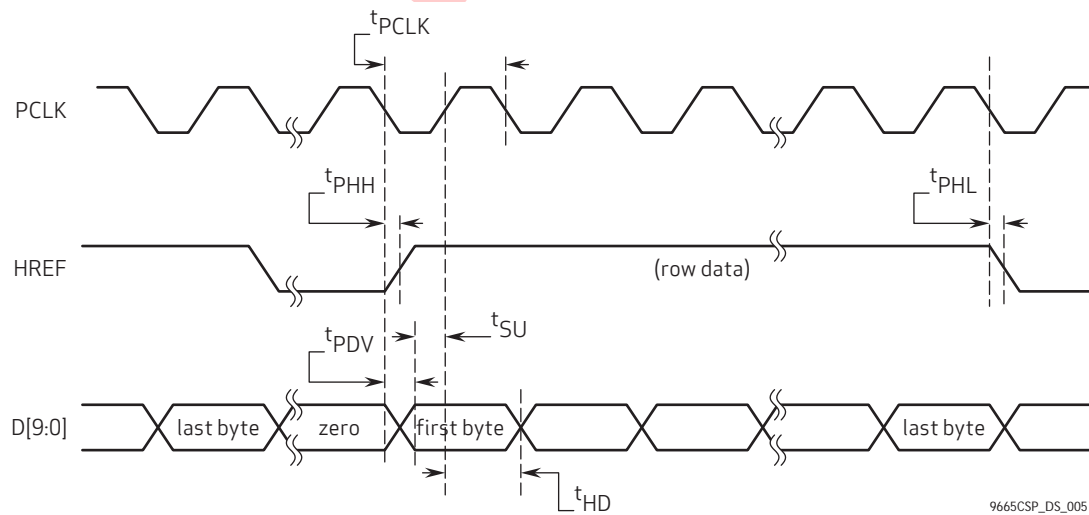 tPCLK
PCLK
tPHH
tPHL
HREF
(row data)
tPDV
tSU
D[9:0]
last byte
zero
first byte
last byte
tHD
9665CSP_DS_005